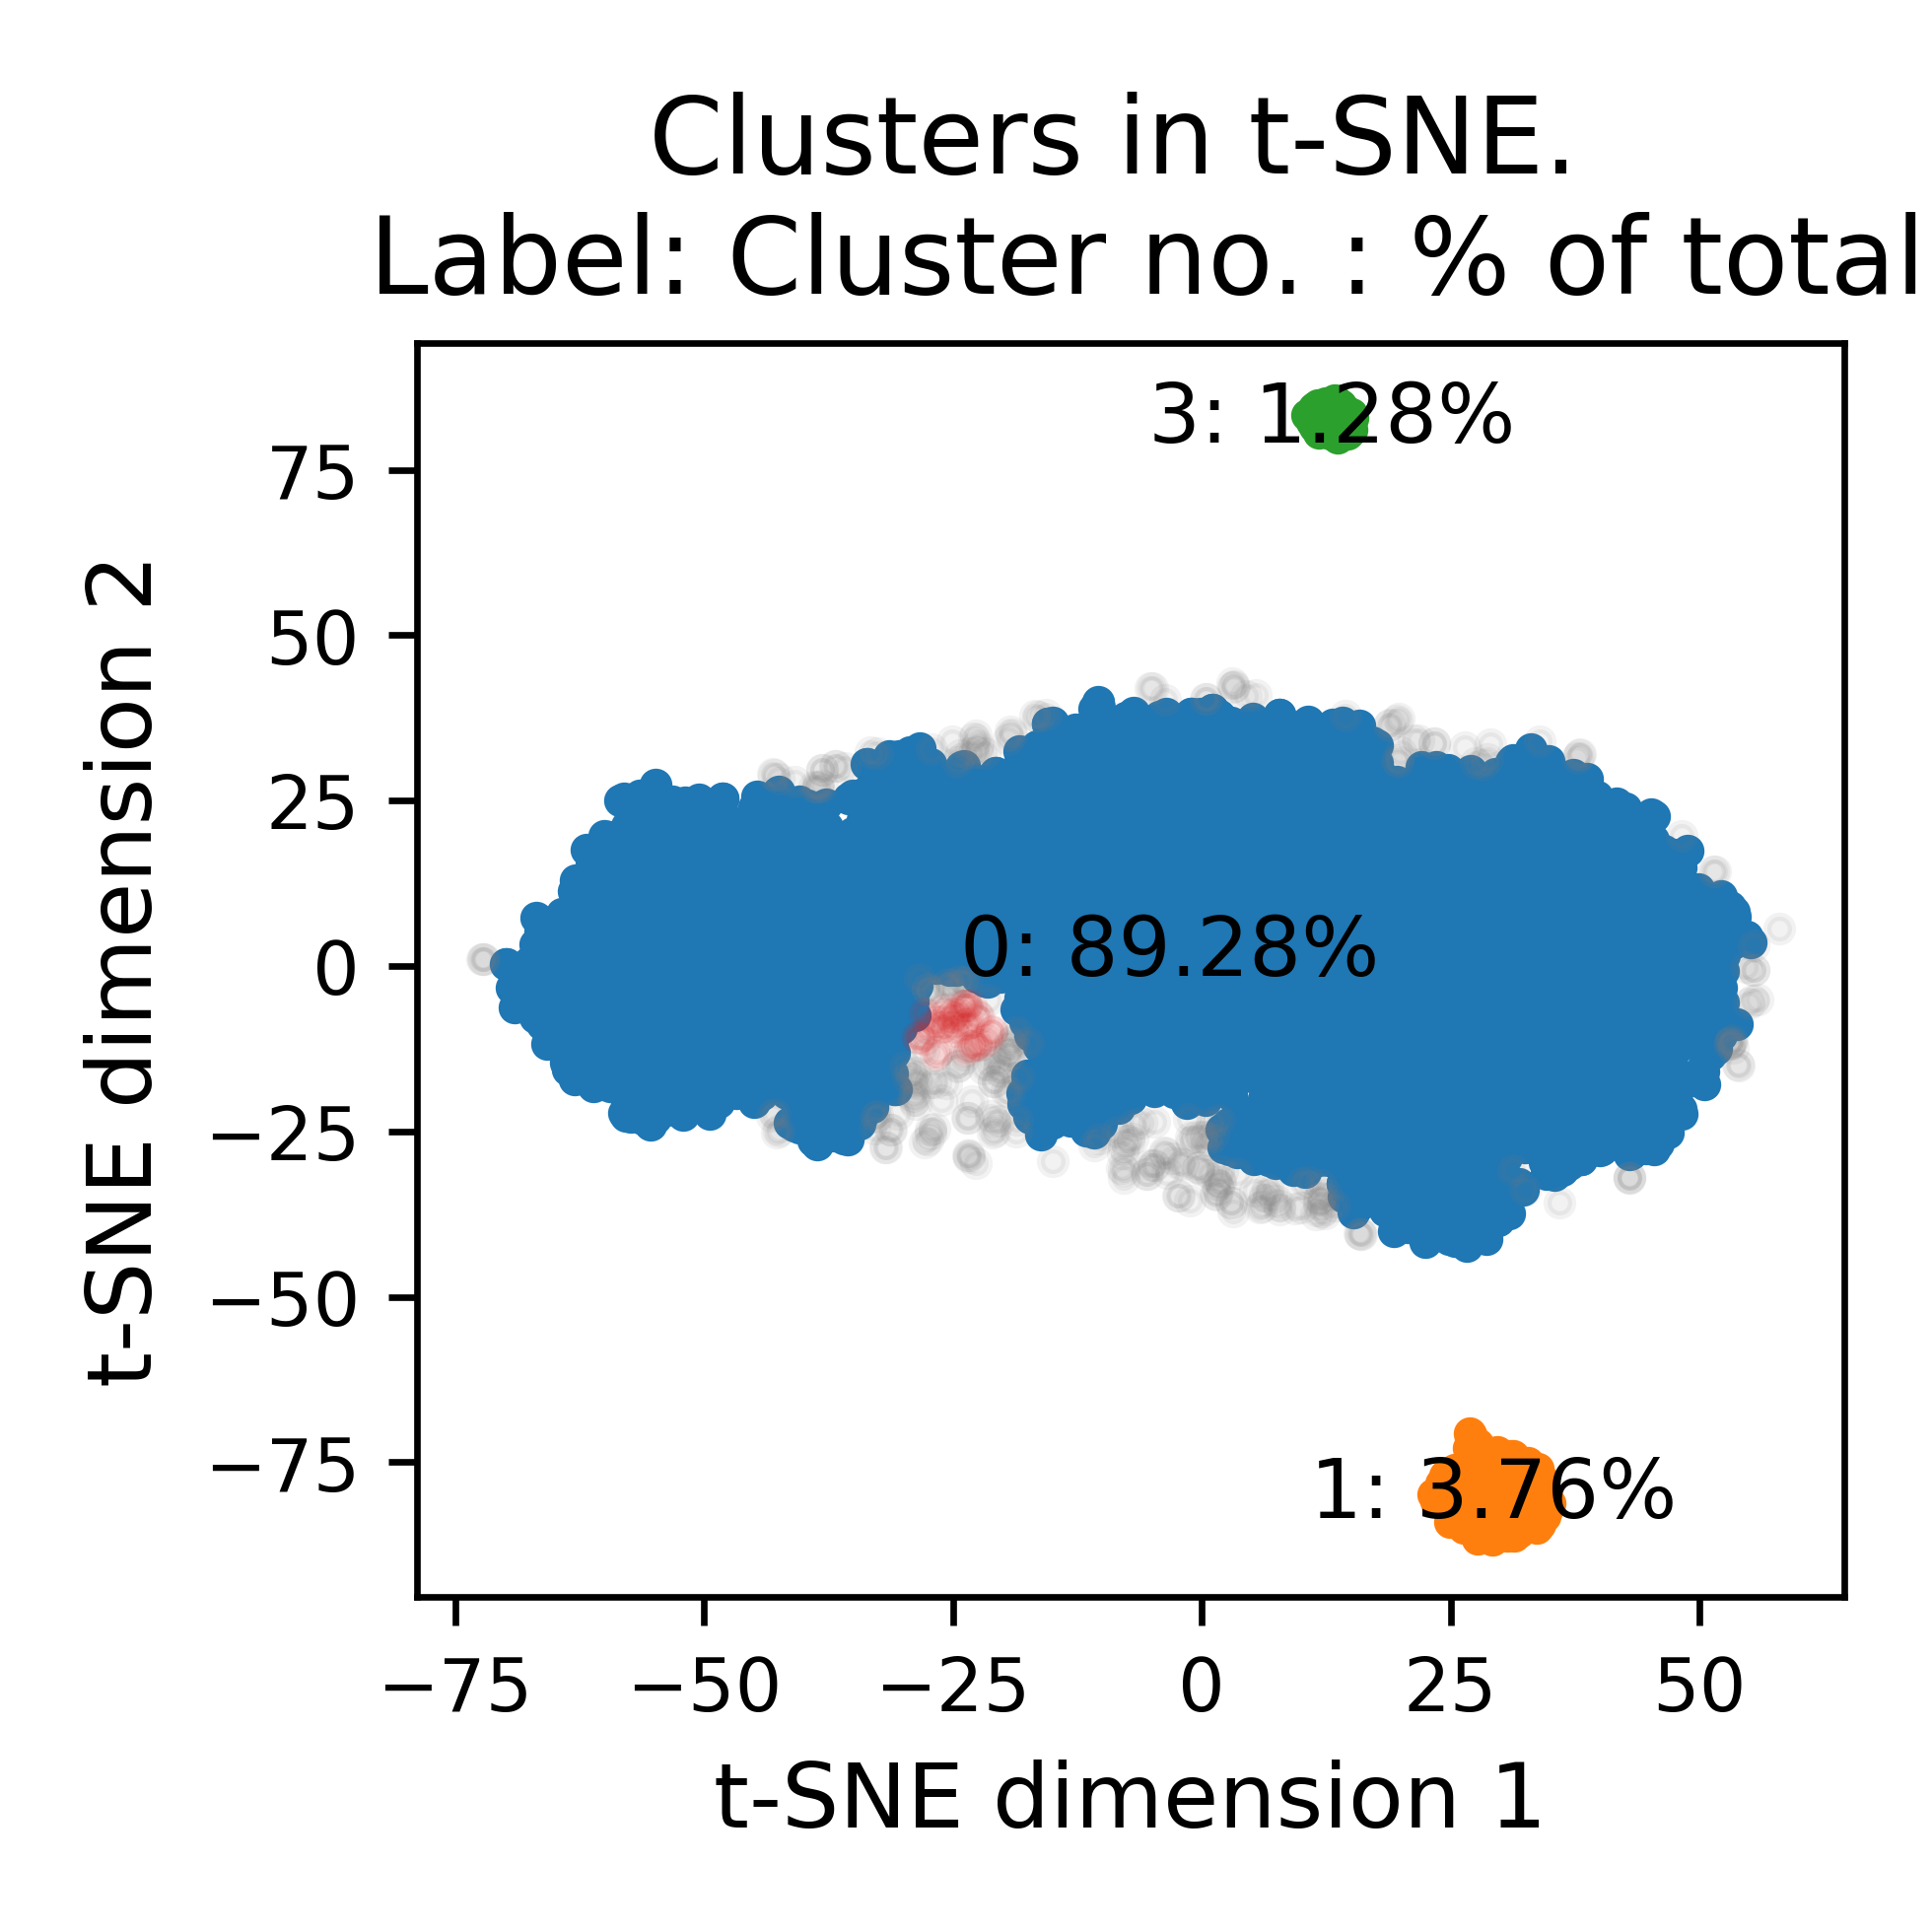 Clusters in t-SNE.
Label: Cluster no. : % of total
3: 1.28%
75
50
25
0
−25
−50
−75
0: 89.28%
1: 3.76%
−75 −50 −25 0 25 50
t-SNE dimension 1
t-SNE dimension 2